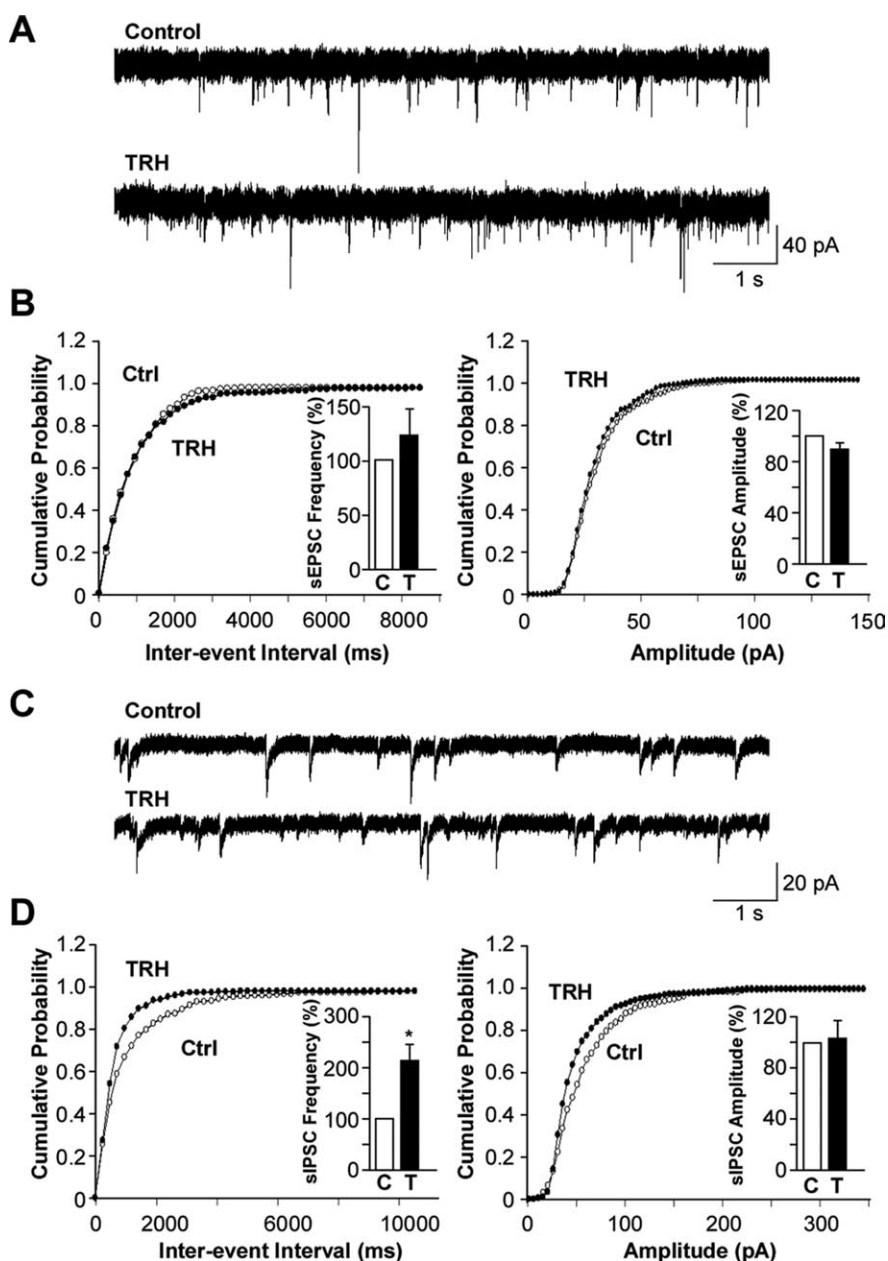 A
Control
TRH
40 pA
1 s
B
1.2
1.0
0.8
0.6
0.4
0.2
0
Cumulative Probability
Ctrl
TRH
sEPSC Frequency (%)
150
100
50
0
C T
0 2000 4000 6000 8000
Inter-event Interval (ms)
1.2
1.0
0.8
0.6
0.4
0.2
0
Cumulative Probability
TRH
Ctrl
sEPSC Amplitude (%)
120
80
40
0
C T
0 50 100 150
Amplitude (pA)
C
Control
TRH
20 pA
1 s
D
1.2
1.0
0.8
0.6
0.4
0.2
0
Cumulative Probability
TRH
Ctrl
sIPSC Frequency (%)
300
200
100
0
*
C T
0 2000 6000 10000
Inter-event Interval (ms)
1.2
1.0
0.8
0.6
0.4
0.2
0
Cumulative Probability
TRH
Ctrl
sIPSC Amplitude (%)
120
80
40
0
C T
0 100 200 300
Amplitude (pA)